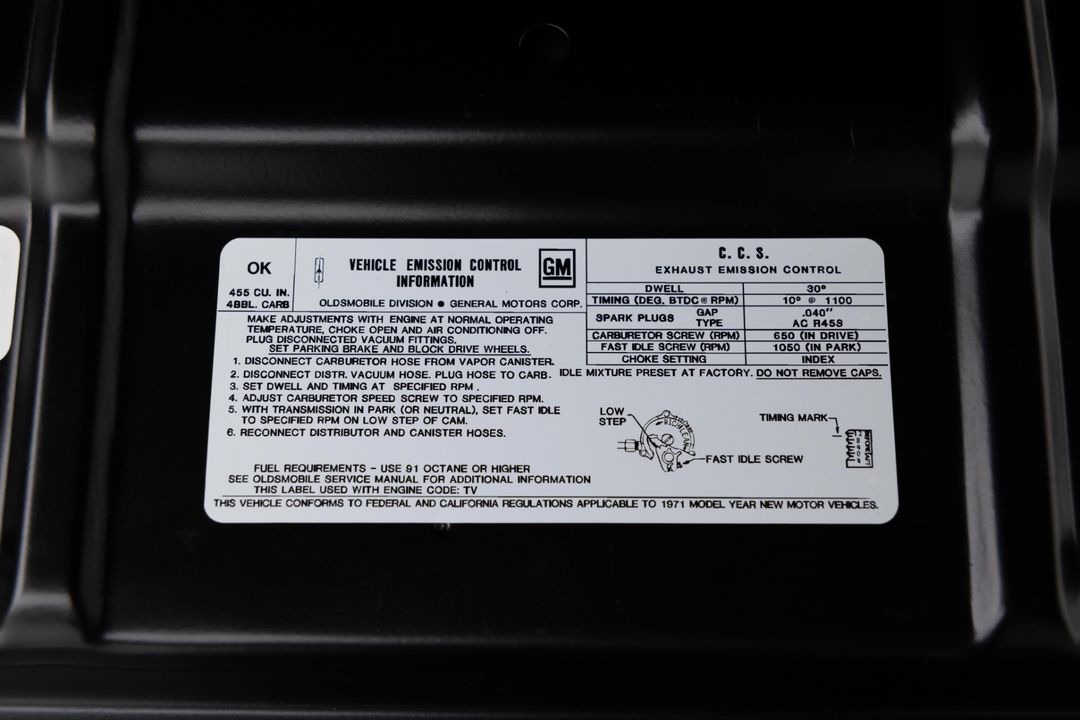 OK
455 CU. IN.
4BBL. CARB
VEHICLE EMISSION CONTROL
INFORMATION
GM
OLDSMOBILE DIVISION ● GENERAL MOTORS CORP.
MAKE ADJUSTMENTS WITH ENGINE AT NORMAL OPERATING
TEMPERATURE, CHOKE OPEN AND AIR CONDITIONING OFF.
PLUG DISCONNECTED VACUUM FITTINGS.
SET PARKING BRAKE AND BLOCK DRIVE WHEELS.
1. DISCONNECT CARBURETOR HOSE FROM VAPOR CANISTER.
2. DISCONNECT DISTR. VACUUM HOSE. PLUG HOSE TO CARB.
3. SET DWELL AND TIMING AT SPECIFIED RPM .
4. ADJUST CARBURETOR SPEED SCREW TO SPECIFIED RPM.
5. WITH TRANSMISSION IN PARK (OR NEUTRAL), SET FAST IDLE
TO SPECIFIED RPM ON LOW STEP OF CAM.
6. RECONNECT DISTRIBUTOR AND CANISTER HOSES.
C. C. S.
EXHAUST EMISSION CONTROL
DWELL 30°
TIMING (DEG. BTDC @ RPM) 10° @ 1100
SPARK PLUGS GAP .040"
TYPE AC R45S
CARBURETOR SCREW (RPM) 650 (IN DRIVE)
FAST IDLE SCREW (RPM) 1050 (IN PARK)
CHOKE SETTING INDEX
IDLE MIXTURE PRESET AT FACTORY. DO NOT REMOVE CAPS.
LOW
STEP
FAST IDLE SCREW
TIMING MARK
FUEL REQUIREMENTS - USE 91 OCTANE OR HIGHER
SEE OLDSMOBILE SERVICE MANUAL FOR ADDITIONAL INFORMATION
THIS LABEL USED WITH ENGINE CODE: TV
THIS VEHICLE CONFORMS TO FEDERAL AND CALIFORNIA REGULATIONS APPLICABLE TO 1971 MODEL YEAR NEW MOTOR VEHICLES.